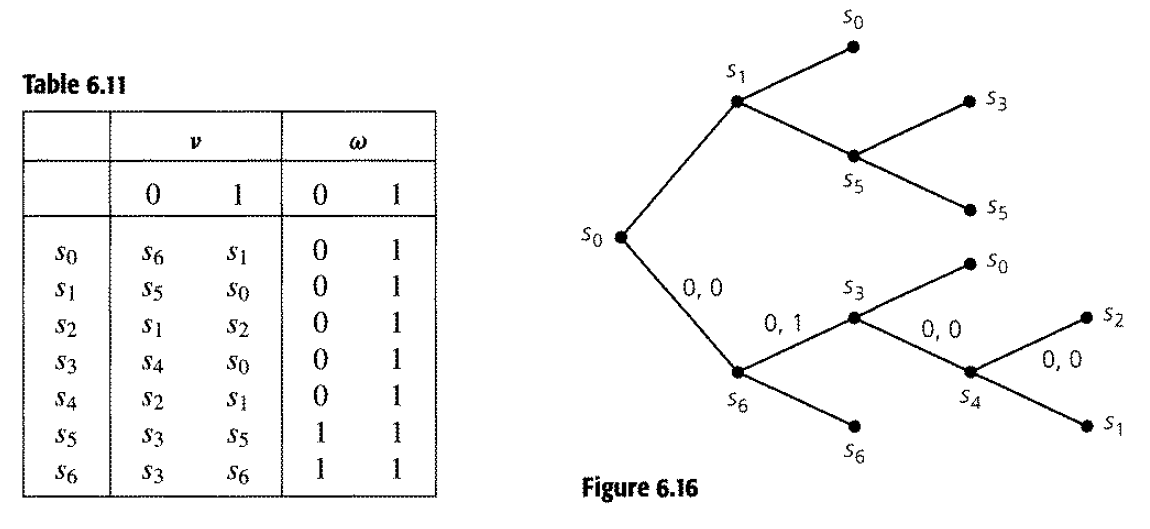 Table 6.11
ν ω
0 1 0 1
s0 s6 s1 0 1
s1 s5 s0 0 1
s2 s1 s2 0 1
s3 s4 s0 0 1
s4 s2 s1 0 1
s5 s3 s5 1 1
s6 s3 s6 1 1
s0
s1
s3
s5
s5
s0
s0
0, 0
s3
0, 1
0, 0
s2
0, 0
s6
s4
s1
s6
Figure 6.16